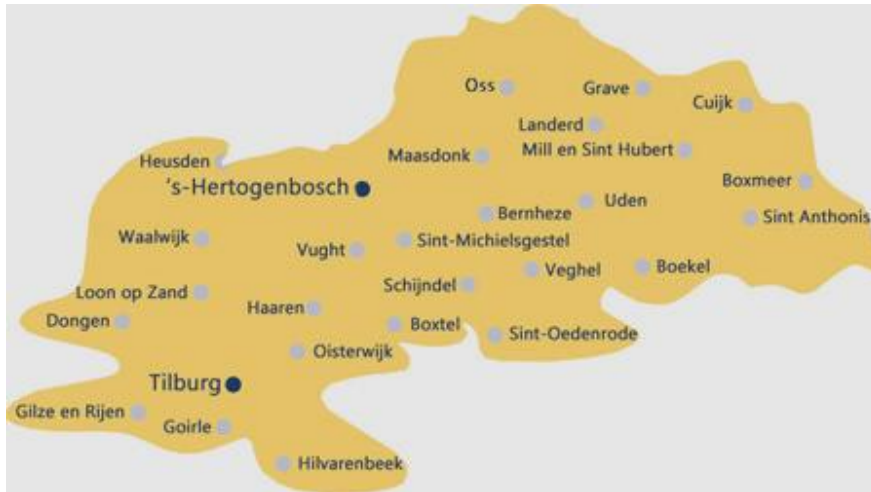 Oss
Grave
Cuijk
Landerd
Heusden
Maasdonk
Mill en Sint Hubert
's-Hertogenbosch
Boxmeer
Bernheze
Uden
Sint Anthonis
Waalwijk
Vught
Sint-Michielsgestel
Veghel
Boekel
Schijndel
Loon op Zand
Haaren
Dongen
Boxtel
Sint-Oedenrode
Oisterwijk
Tilburg
Gilze en Rijen
Goirle
Hilvarenbeek